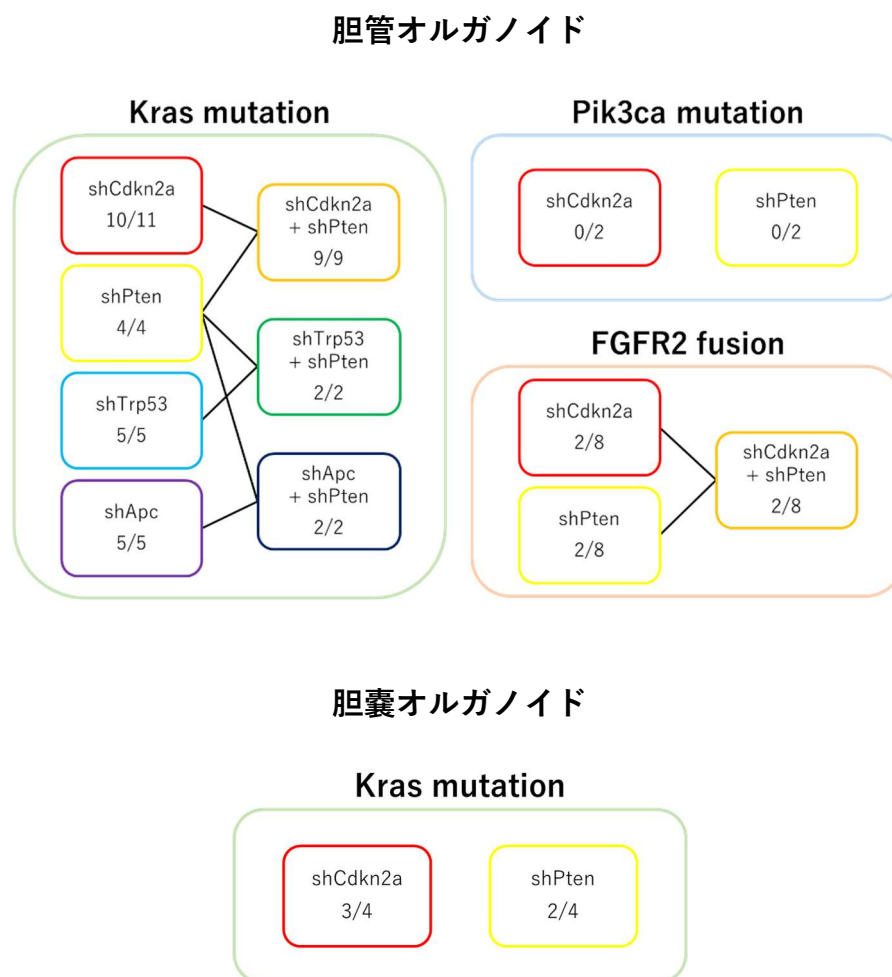 胆管オルガノイド
Kras mutation
shCdkn2a
10/11
shPten
4/4
shTrp53
5/5
shApc
5/5
shCdkn2a
+ shPten
9/9
shTrp53
+ shPten
2/2
shApc
+ shPten
2/2
Pik3ca mutation
shCdkn2a
0/2
shPten
0/2
FGFR2 fusion
shCdkn2a
2/8
shPten
2/8
shCdkn2a
+ shPten
2/8
胆嚢オルガノイド
Kras mutation
shCdkn2a
3/4
shPten
2/4